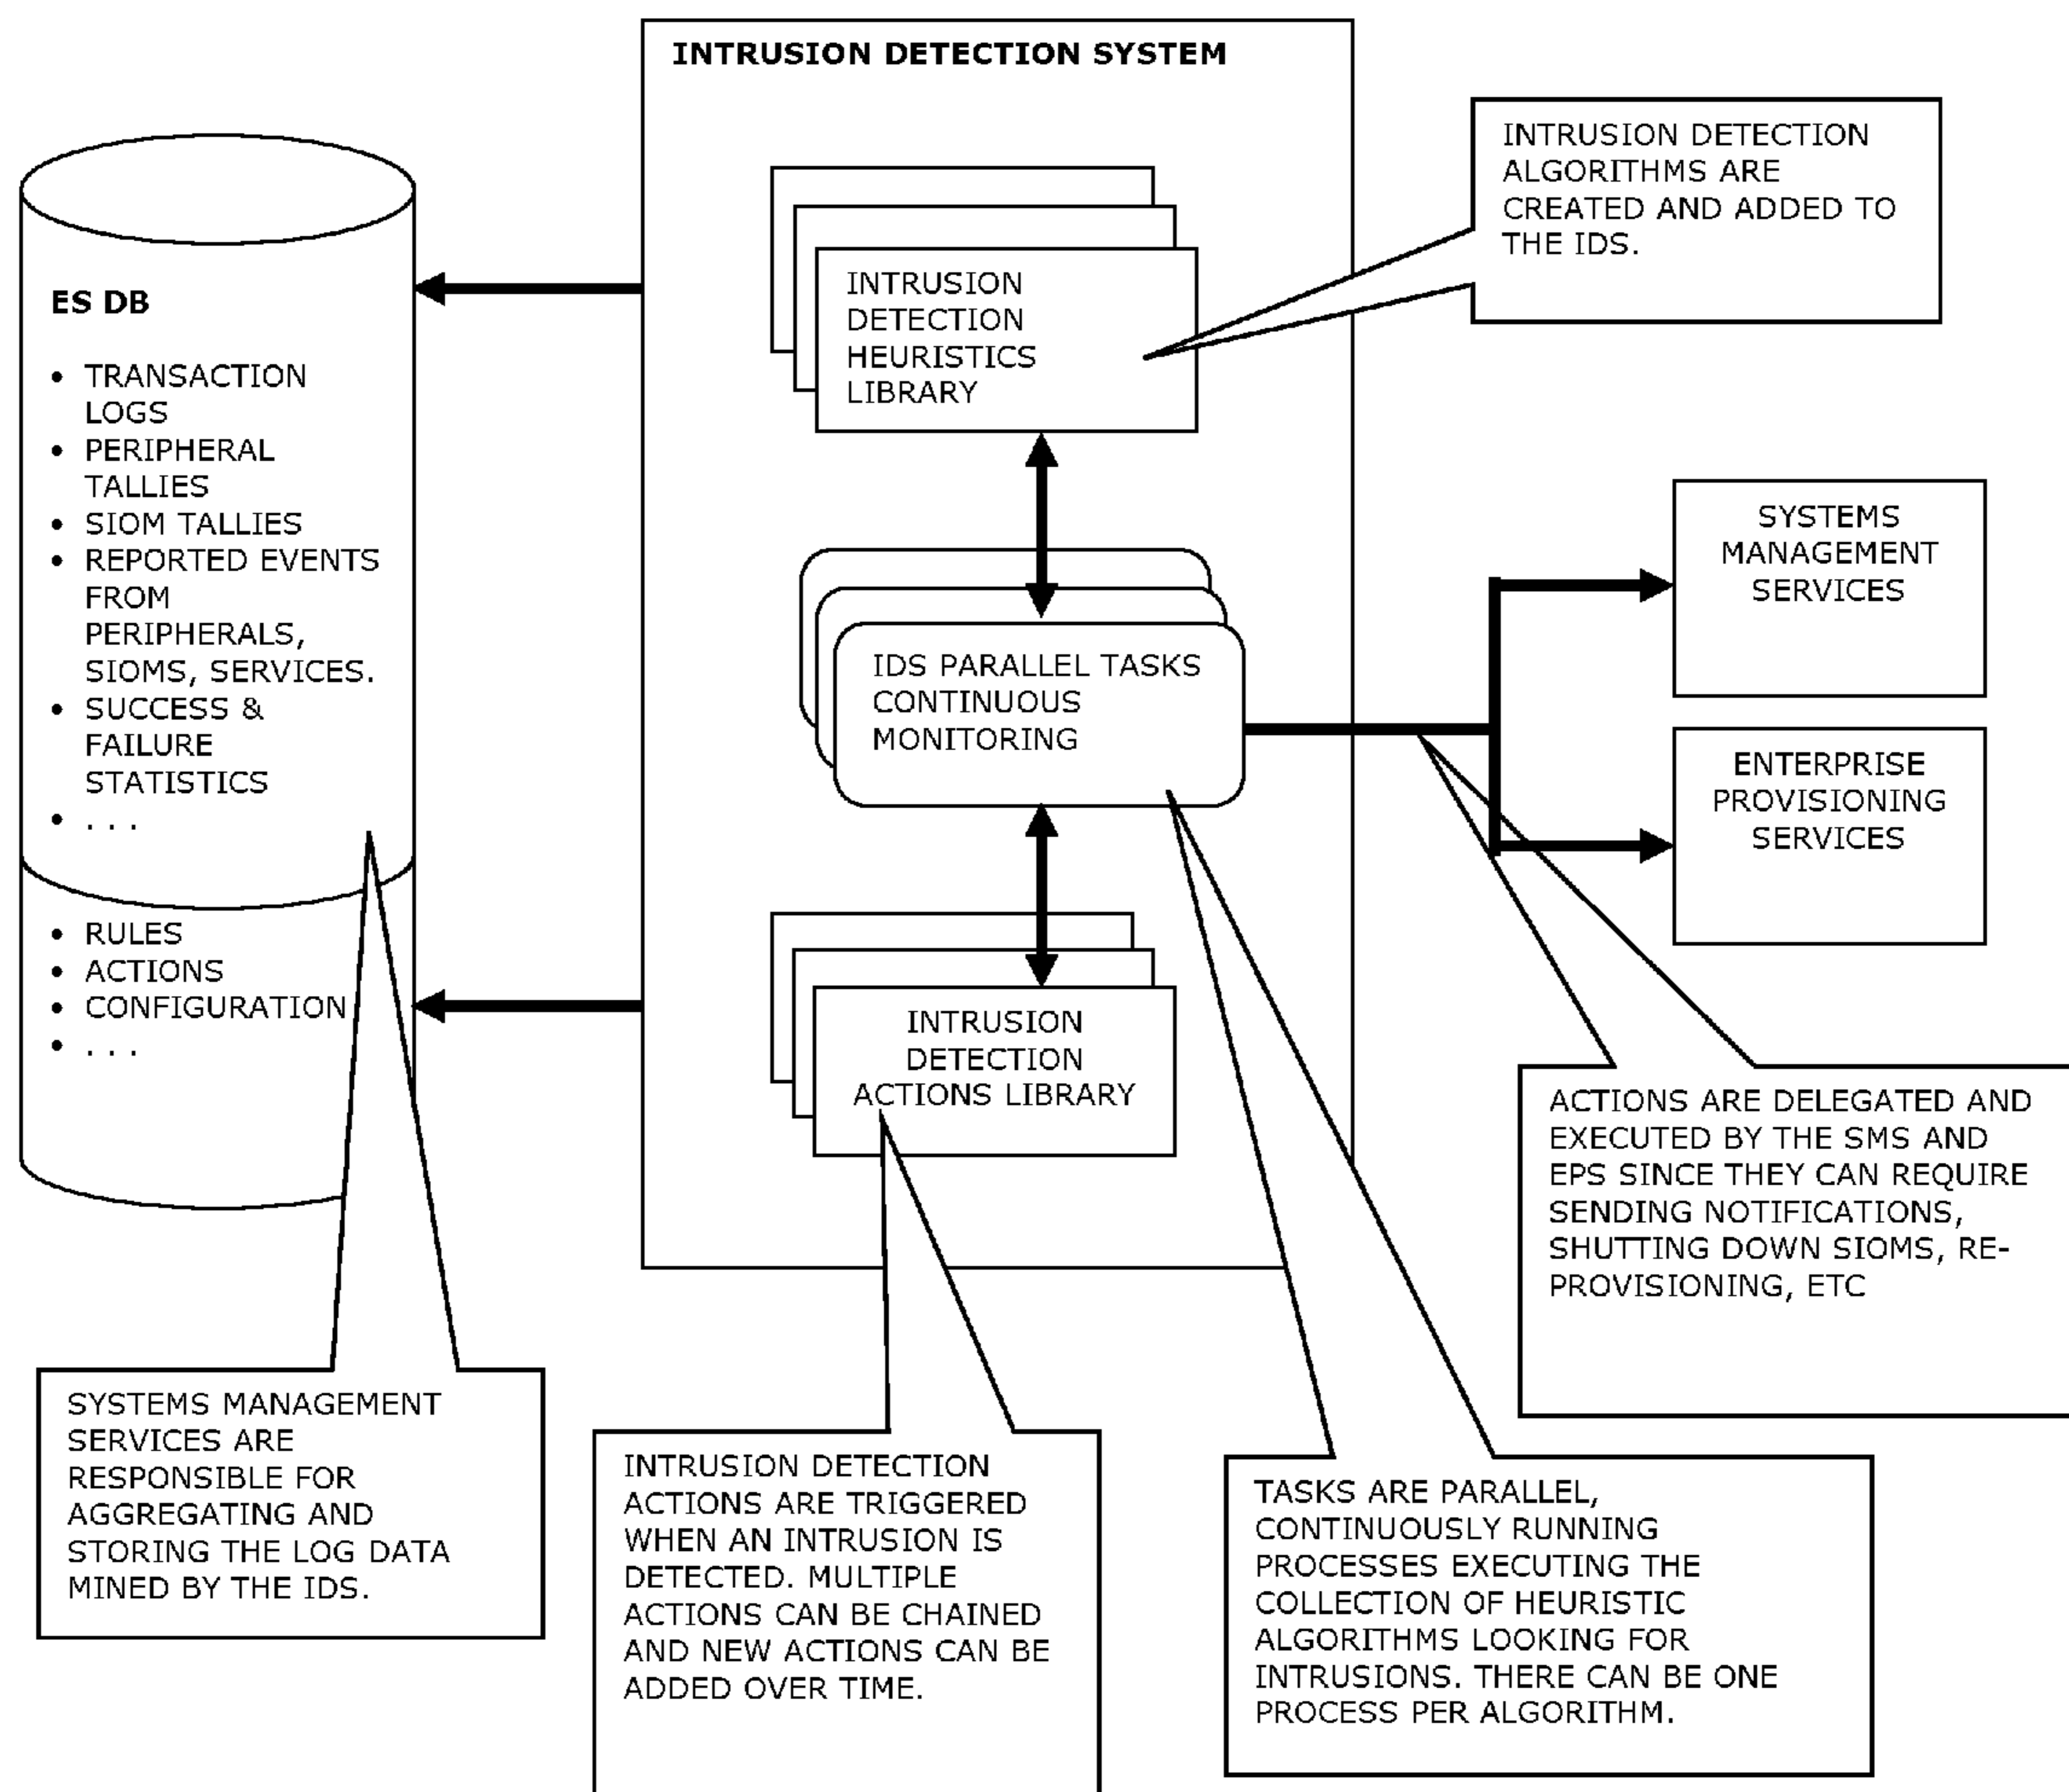 INTRUSION DETECTION SYSTEM
INTRUSION DETECTION
ALGORITHMS ARE
CREATED AND ADDED TO
THE IDS.
ES DB
• TRANSACTION
LOGS
• PERIPHERAL
TALLIES
• SIOM TALLIES
• REPORTED EVENTS
FROM
PERIPHERALS,
SIOMS, SERVICES.
• SUCCESS &
FAILURE
STATISTICS
• . . .
• RULES
• ACTIONS
• CONFIGURATION
• . . .
INTRUSION
DETECTION
HEURISTICS
LIBRARY
IDS PARALLEL TASKS
CONTINUOUS
MONITORING
INTRUSION
DETECTION
ACTIONS LIBRARY
SYSTEMS
MANAGEMENT
SERVICES
ENTERPRISE
PROVISIONING
SERVICES
ACTIONS ARE DELEGATED AND
EXECUTED BY THE SMS AND
EPS SINCE THEY CAN REQUIRE
SENDING NOTIFICATIONS,
SHUTTING DOWN SIOMS, RE-
PROVISIONING, ETC
SYSTEMS MANAGEMENT
SERVICES ARE
RESPONSIBLE FOR
AGGREGATING AND
STORING THE LOG DATA
MINED BY THE IDS.
INTRUSION DETECTION
ACTIONS ARE TRIGGERED
WHEN AN INTRUSION IS
DETECTED. MULTIPLE
ACTIONS CAN BE CHAINED
AND NEW ACTIONS CAN BE
ADDED OVER TIME.
TASKS ARE PARALLEL,
CONTINUOUSLY RUNNING
PROCESSES EXECUTING THE
COLLECTION OF HEURISTIC
ALGORITHMS LOOKING FOR
INTRUSIONS. THERE CAN BE ONE
PROCESS PER ALGORITHM.